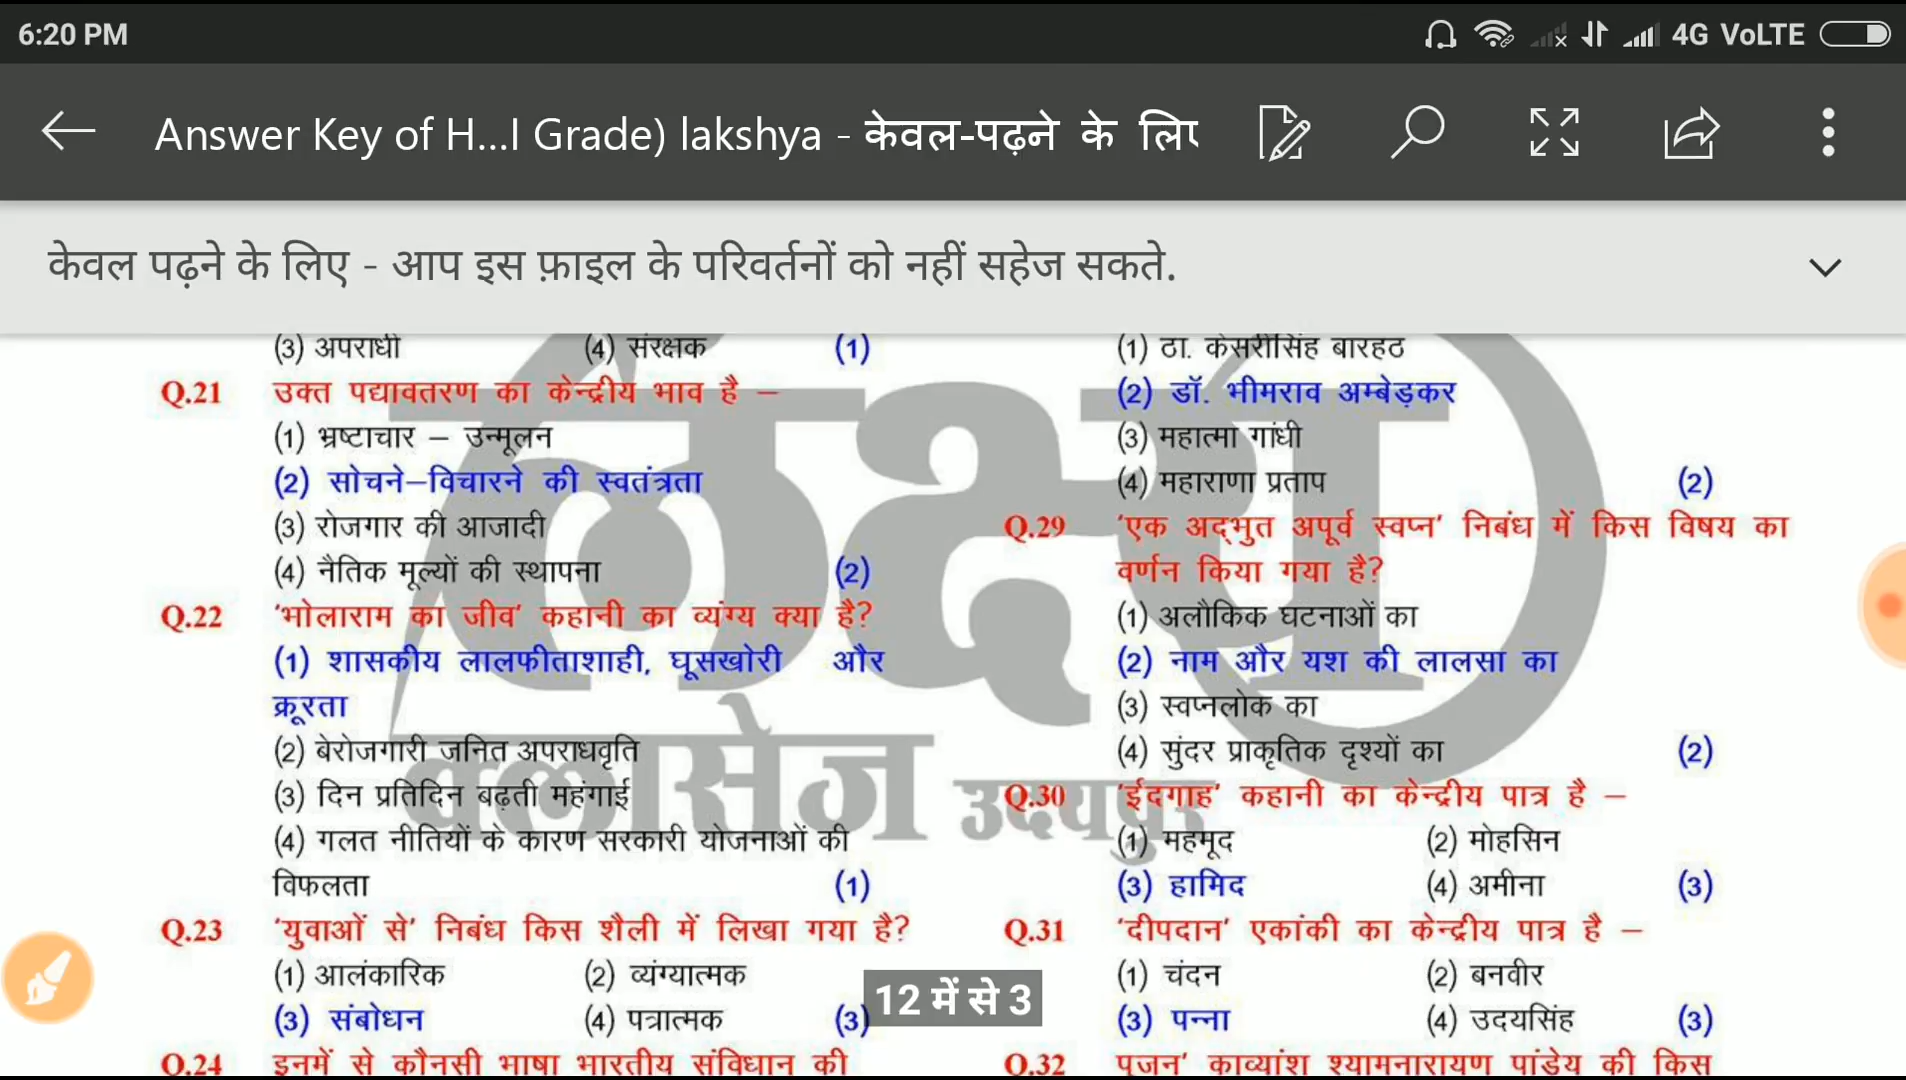 6:20 PM
4G VoLTE
Answer Key of H...I Grade) lakshya - केवल-पढ़ने के लिए
केवल पढ़ने के लिए - आप इस फ़ाइल के परिवर्तनों को नहीं सहेज सकते.
(3) अपराधी (4) संरक्षक (1)
Q.21 उक्त पद्यावतरण का केन्द्रीय भाव है –
(1) भ्रष्टाचार – उन्मूलन
(2) सोचने–विचारने की स्वतंत्रता
(3) रोजगार की आजादी
(4) नैतिक मूल्यों की स्थापना (2)
Q.22 'भोलाराम का जीव' कहानी का व्यंग्य क्या है?
(1) शासकीय लालफीताशाही, घूसखोरी और
क्रूरता
(2) बेरोजगारी जनित अपराधवृति
(3) दिन प्रतिदिन बढ़ती महंगाई
(4) गलत नीतियों के कारण सरकारी योजनाओं की
विफलता (1)
Q.23 'युवाओं से' निबंध किस शैली में लिखा गया है?
(1) आलंकारिक (2) व्यंग्यात्मक
(3) संबोधन (4) पत्रात्मक (3)
Q.24 इनमें से कौनसी भाषा भारतीय संविधान की
(1) ठा. केसरीसिंह बारहठ
(2) डॉ. भीमराव अम्बेड़कर
(3) महात्मा गांधी
(4) महाराणा प्रताप (2)
Q.29 'एक अद्भुत अपूर्व स्वप्न' निबंध में किस विषय का
वर्णन किया गया है?
(1) अलौकिक घटनाओं का
(2) नाम और यश की लालसा का
(3) स्वप्नलोक का
(4) सुंदर प्राकृतिक दृश्यों का (2)
Q.30 'ईदगाह' कहानी का केन्द्रीय पात्र है –
(1) महमूद (2) मोहसिन
(3) हामिद (4) अमीना (3)
Q.31 'दीपदान' एकांकी का केन्द्रीय पात्र है –
(1) चंदन (2) बनवीर
(3) पन्ना (4) उदयसिंह (3)
Q.32 पूजन' काव्यांश श्यामनारायण पांडेय की किस
लक्ष्य
क्लासेज उदयपुर
12 में से 3